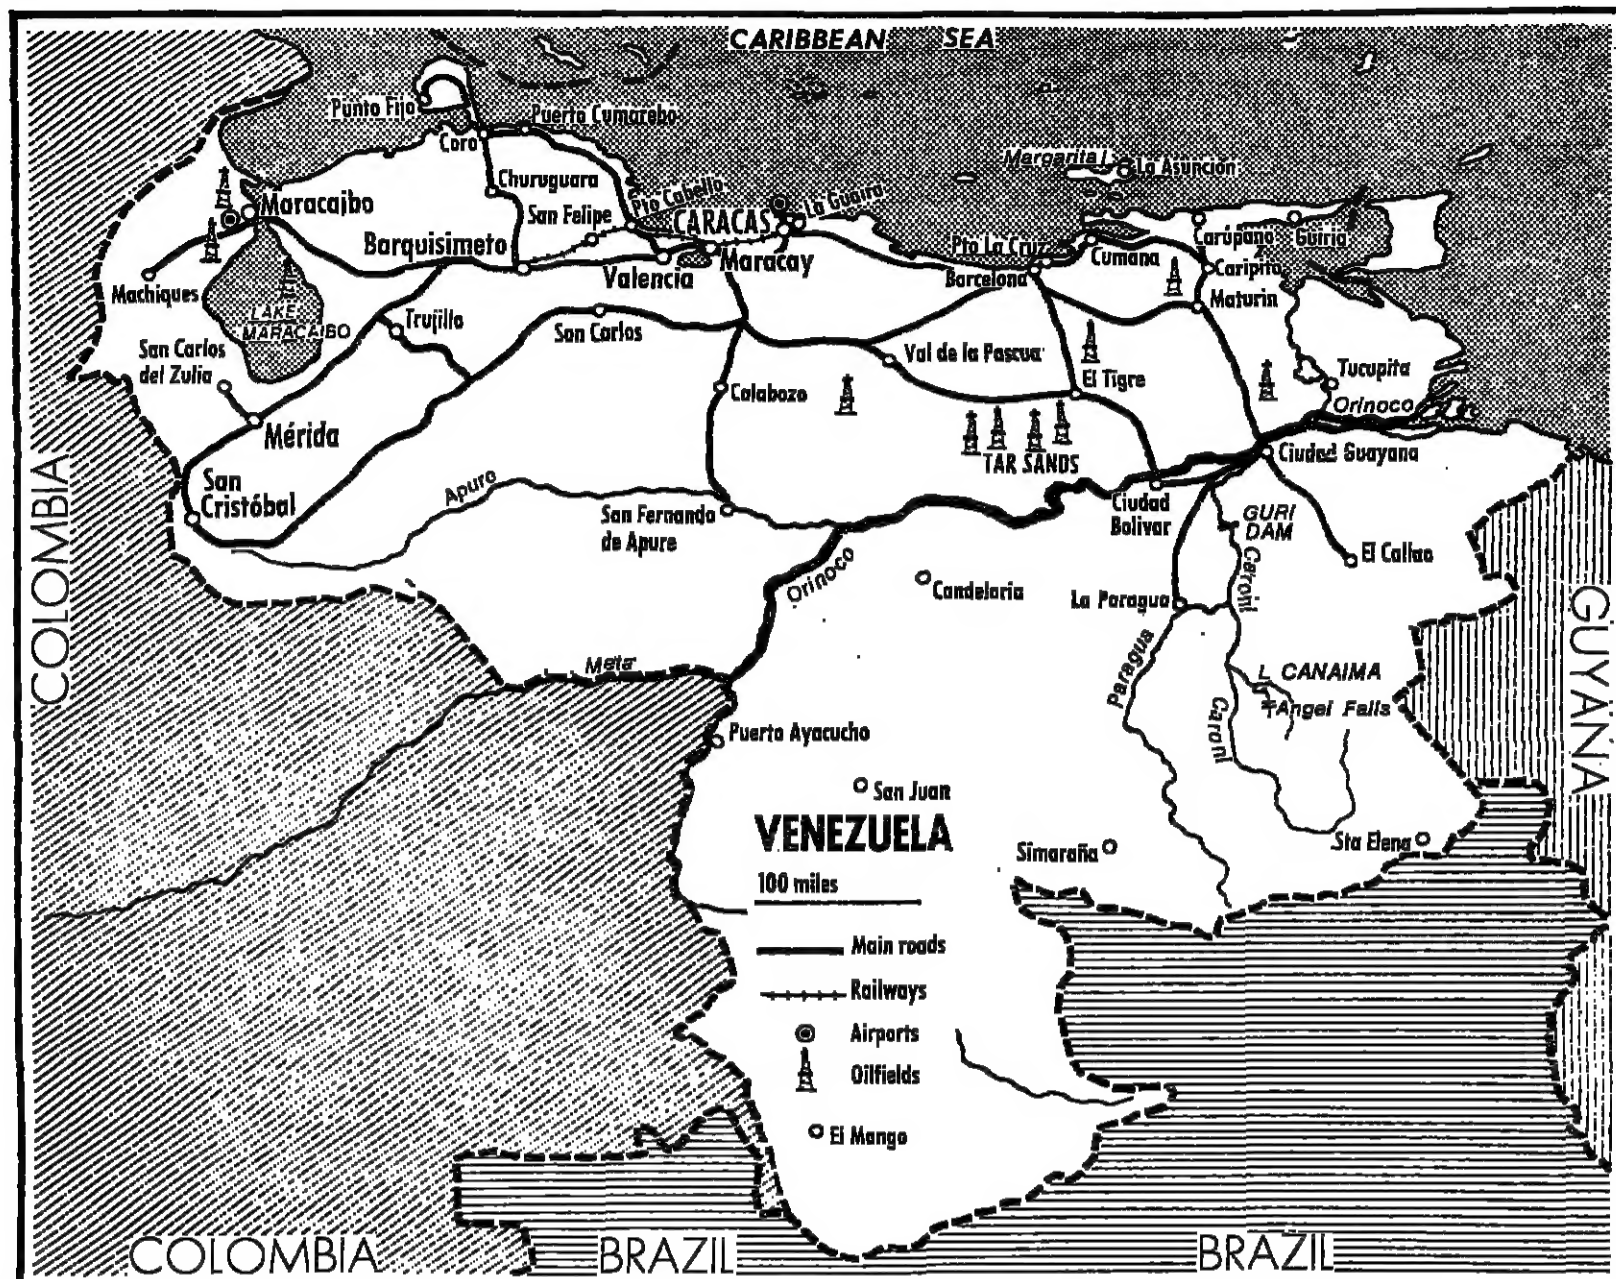 CARIBBEAN SEA
Punto Fijo
Puerto Cumarebo
Coro
Margarita I.
La Asunción
Churuguara
Pto Cabello
Maracaibo
San Felipe
CARACAS
La Guaira
Carúpano
Güiria
Barquisimeto
Pto La Cruz
Cumana
Valencia
Maracay
Barcelona
Caripito
Machiques
Maturin
LAKE
MARACAIBO
Trujillo
San Carlos
San Carlos
del Zulia
Val de la Pascua
El Tigre
Tucupita
Calabozo
Orinoco
Mérida
TAR SANDS
Ciudad Guayana
San
Cristóbal
Apure
San Fernando
de Apure
Ciudad
Bolivar
GURI
DAM
El Callao
COLOMBIA
Orinoco
Candelaria
La Paragua
Caroni
GUYANA
Meta
Paragua
L CANAIMA
Angel Falls
Caroni
Puerto Ayacucho
San Juan
VENEZUELA
Simaraña
Sta Elena
100 miles
Main roads
Railways
Airports
Oilfields
El Mango
COLOMBIA
BRAZIL
BRAZIL